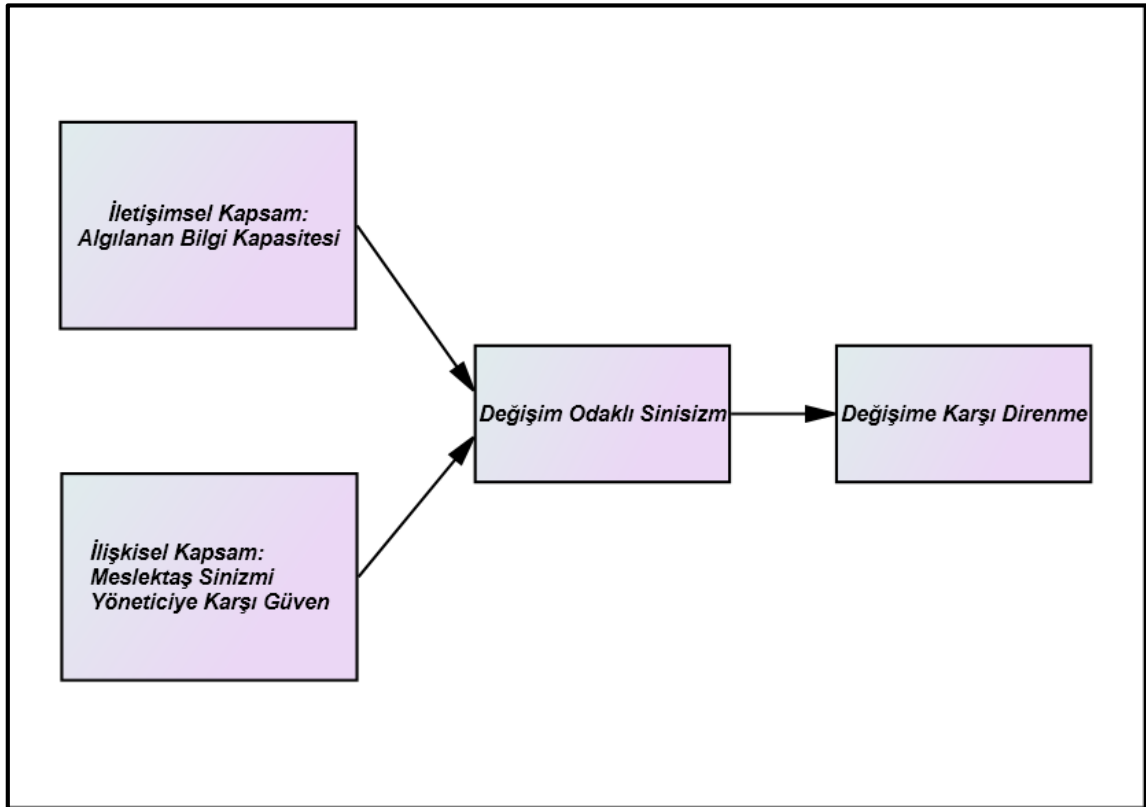 İletişimsel Kapsam:
Algılanan Bilgi Kapasitesi
Değişim Odaklı Sinisizm
Değişime Karşı Direnme
İlişkisel Kapsam:
Meslektaş Sinizmi
Yöneticiye Karşı Güven